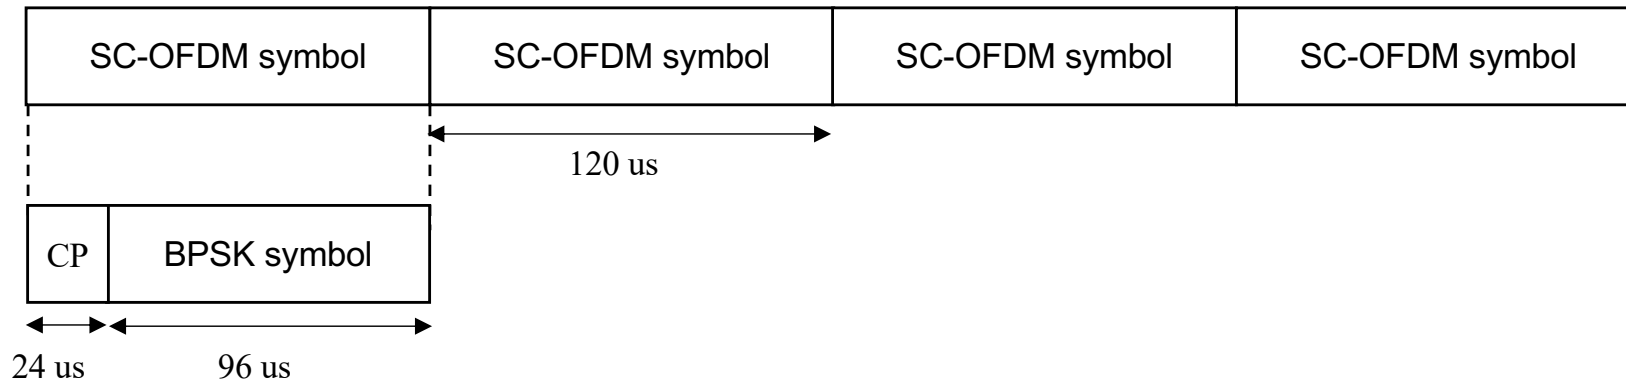 SC-OFDM symbol SC-OFDM symbol SC-OFDM symbol SC-OFDM symbol
120 us
CP BPSK symbol
24 us 96 us